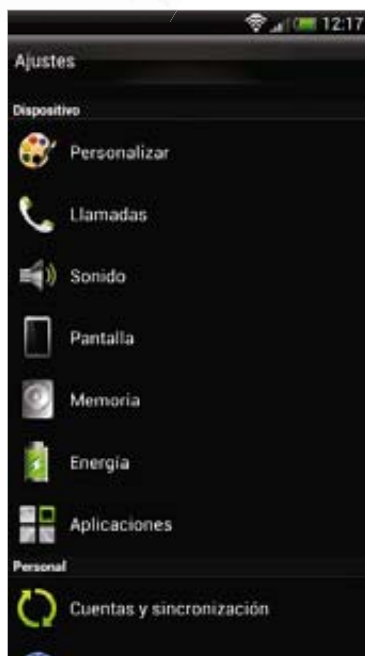 12:17
Ajustes
Dispositivo
Personalizar
Llamadas
Sonido
Pantalla
Memoria
Energía
Aplicaciones
Personal
Cuentas y sincronización